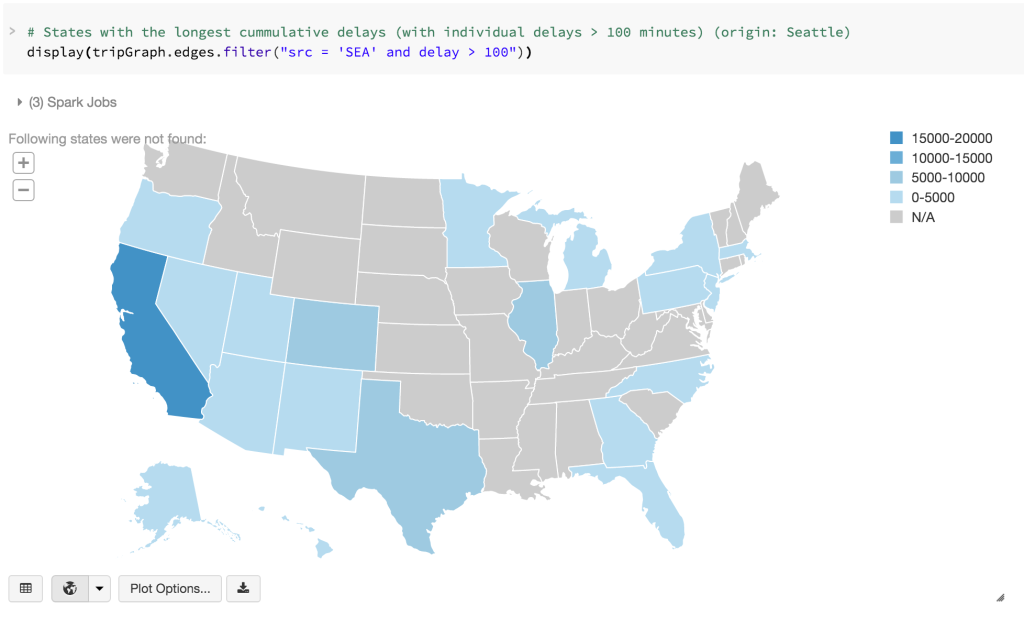 > # States with the longest cummulative delays (with individual delays > 100 minutes) (origin: Seattle)
display(tripGraph.edges.filter("src = 'SEA' and delay > 100"))
(3) Spark Jobs
Following states were not found:
+
−
15000-20000
10000-15000
5000-10000
0-5000
N/A
Plot Options...